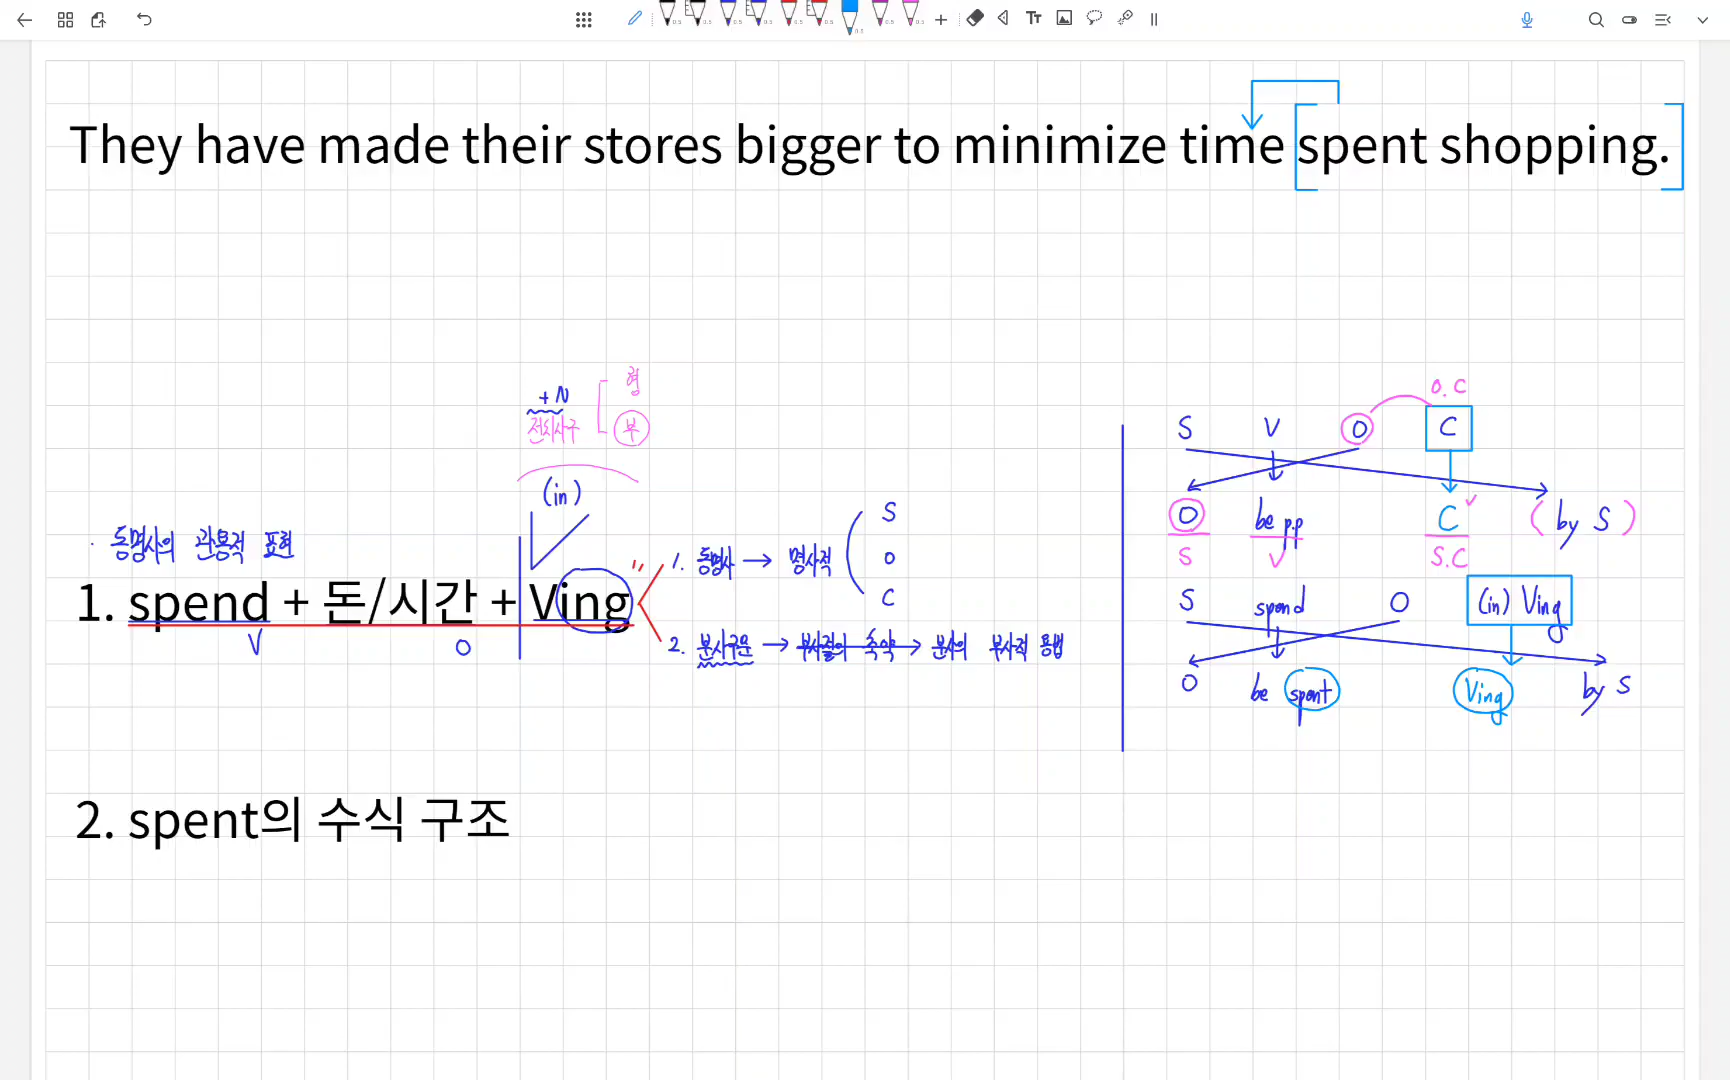 They have made their stores bigger to minimize time [spent shopping.]
+ N
전치사구 [ 형 부
(in)
· 동명사의 관용적 표현
1. spend + 돈/시간 + Ving
V O
1. 동명사 → 명사적 ( S O C
2. 분사구문 → 부사절의 축약 → 분사의 부사적 용법
O.C
S V O C
O be p.p C (by S)
S V S.C
S spend O (in) Ving
O be spent Ving by S
2. spent의 수식 구조